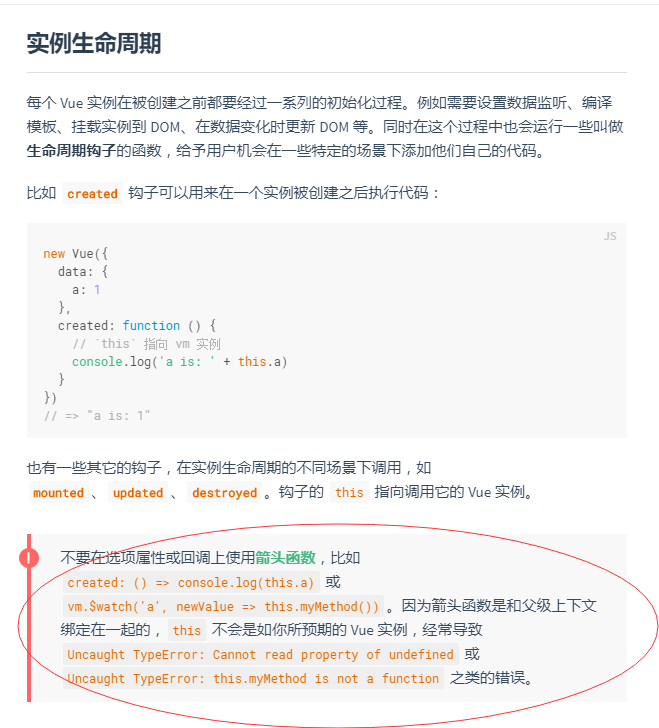 实例生命周期
每个 Vue 实例在被创建之前都要经过一系列的初始化过程。例如需要设置数据监听、编译
模板、挂载实例到 DOM、在数据变化时更新 DOM 等。同时在这个过程中也会运行一些叫做
生命周期钩子的函数，给予用户机会在一些特定的场景下添加他们自己的代码。
比如 created 钩子可以用来在一个实例被创建之后执行代码：
JS
new Vue({
  data: {
    a: 1
  },
  created: function () {
    // `this` 指向 vm 实例
    console.log('a is: ' + this.a)
  }
})
// => "a is: 1"
也有一些其它的钩子，在实例生命周期的不同场景下调用，如
mounted 、 updated 、 destroyed 。钩子的 this 指向调用它的 Vue 实例。
!
不要在选项属性或回调上使用箭头函数，比如
created: () => console.log(this.a) 或
vm.$watch('a', newValue => this.myMethod()) 。因为箭头函数是和父级上下文
绑定在一起的， this 不会是如你所预期的 Vue 实例，经常导致
Uncaught TypeError: Cannot read property of undefined 或
Uncaught TypeError: this.myMethod is not a function 之类的错误。